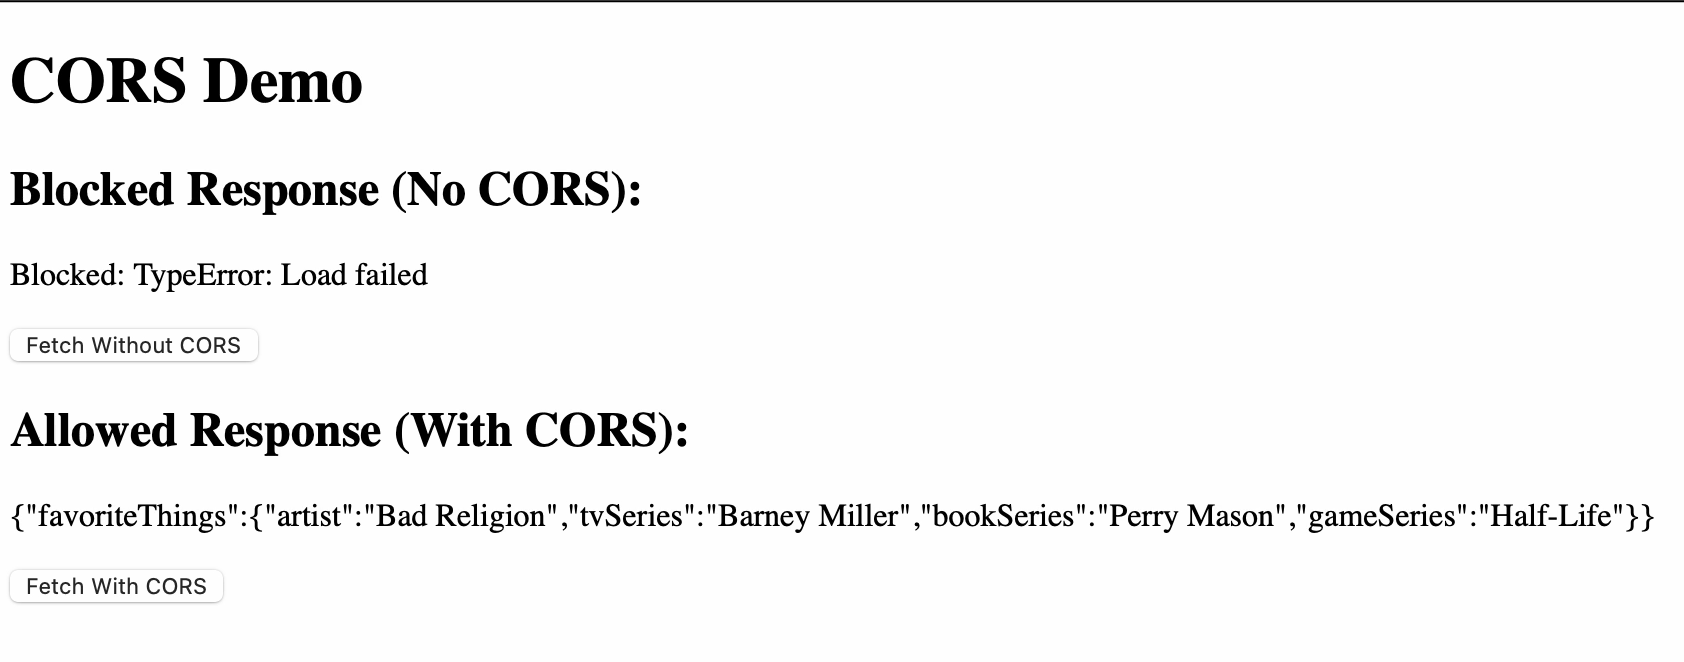 CORS Demo
Blocked Response (No CORS):
Blocked: TypeError: Load failed
Fetch Without CORS
Allowed Response (With CORS):
{"favoriteThings":{"artist":"Bad Religion","tvSeries":"Barney Miller","bookSeries":"Perry Mason","gameSeries":"Half-Life"}}
Fetch With CORS